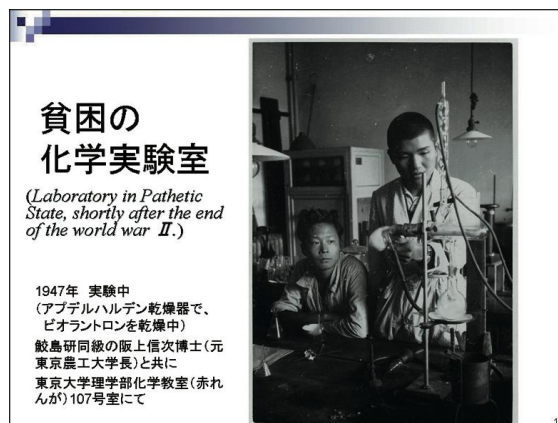 貧困の
化学実験室
(Laboratory in Pathetic
State, shortly after the end
of the world war Ⅱ.)
1947年 実験中
(アブデルハルデン乾燥器で、
ビオラントロンを乾燥中)
鮫島研同級の阪上信次博士(元
東京農工大学長)と共に
東京大学理学部化学教室(赤れ
んが)107号室にて
1